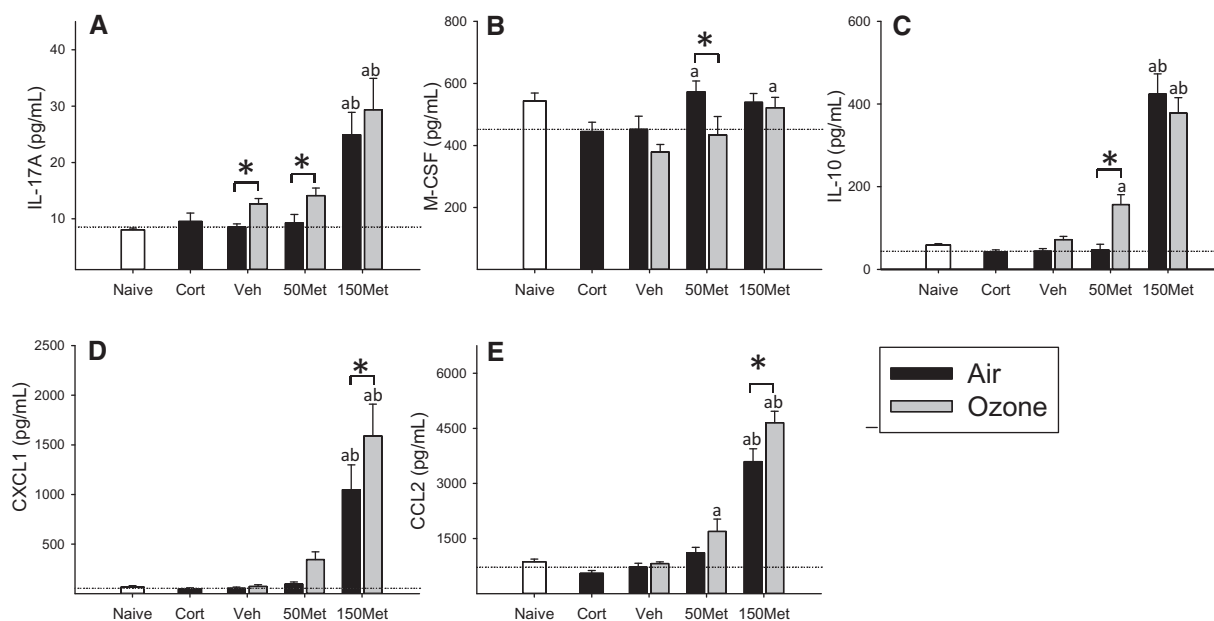 A
IL-17A (pg/mL)
40
30
20
10
*
*
ab
ab
Naive Cort Veh 50Met 150Met
B
M-CSF (pg/mL)
800
600
400
200
a
*
a
Naive Cort Veh 50Met 150Met
C
IL-10 (pg/mL)
600
400
200
0
*
a
ab
ab
Naive Cort Veh 50Met 150Met
D
CXCL1 (pg/mL)
2500
2000
1500
1000
500
*
ab
ab
Naive Cort Veh 50Met 150Met
E
CCL2 (pg/mL)
6000
4500
3000
1500
a
*
ab
ab
Naive Cort Veh 50Met 150Met
Air
Ozone